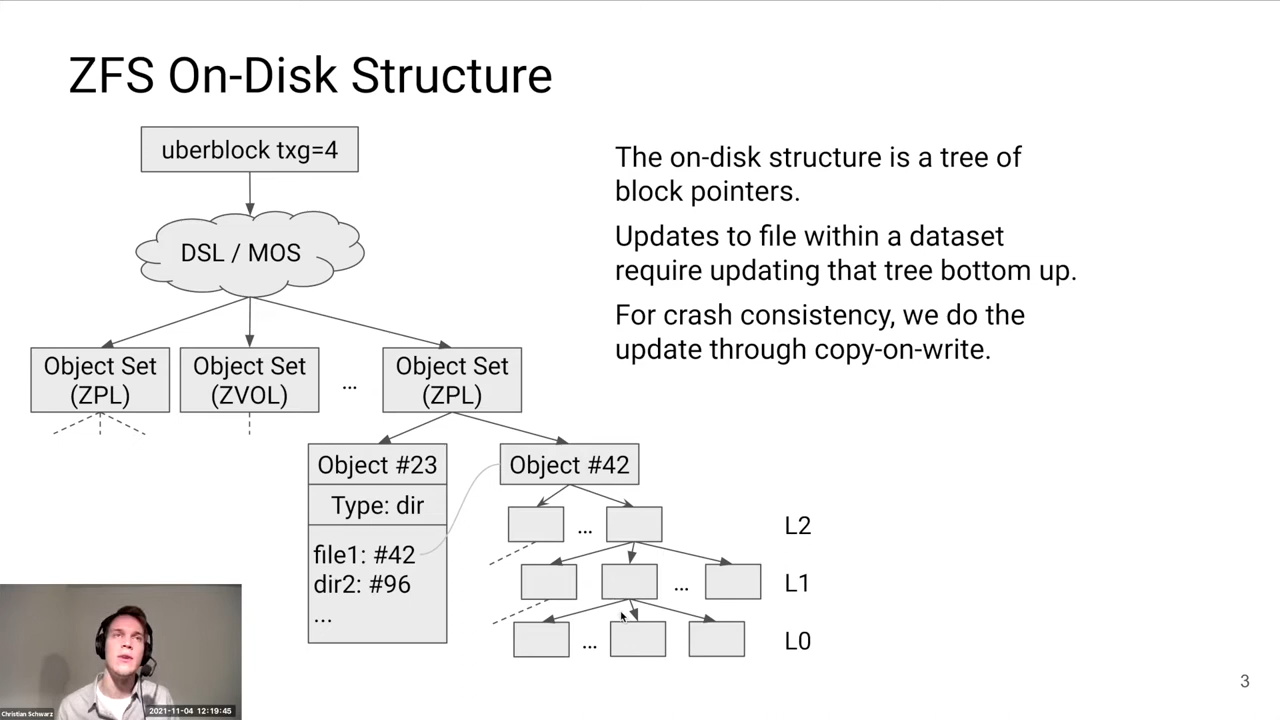 ZFS On-Disk Structure
uberblock txg=4
DSL / MOS
Object Set
(ZPL)
Object Set
(ZVOL)
...
Object Set
(ZPL)
Object #23
Type: dir
file1: #42
dir2: #96
...
Object #42
...
L2
...
L1
...
L0
The on-disk structure is a tree of
block pointers.
Updates to file within a dataset
require updating that tree bottom up.
For crash consistency, we do the
update through copy-on-write.
Christian Schwarz
2021-11-04 12:19:45
3